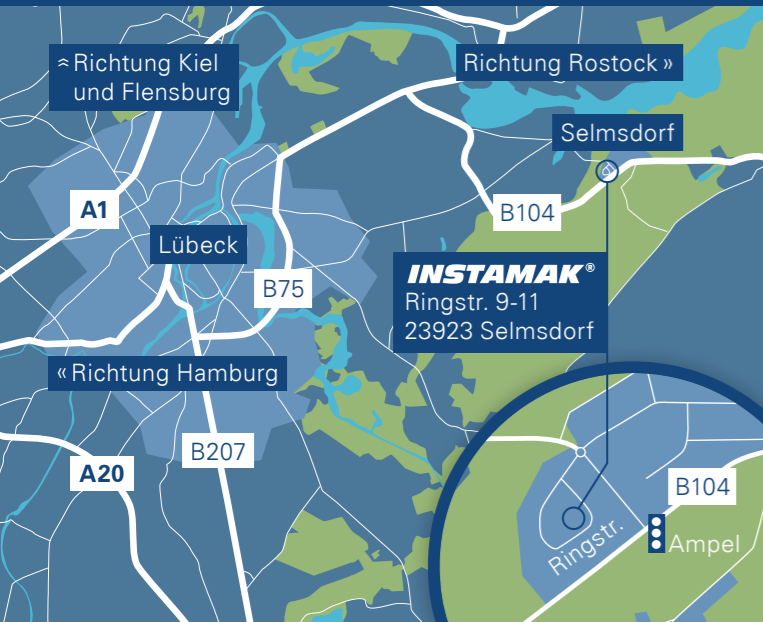 « Richtung Kiel
und Flensburg
Richtung Rostock »
Selmsdorf
A1
B104
Lübeck
B75
INSTAMAK®
Ringstr. 9-11
23923 Selmsdorf
« Richtung Hamburg
B207
A20
B104
Ringstr.
Ampel